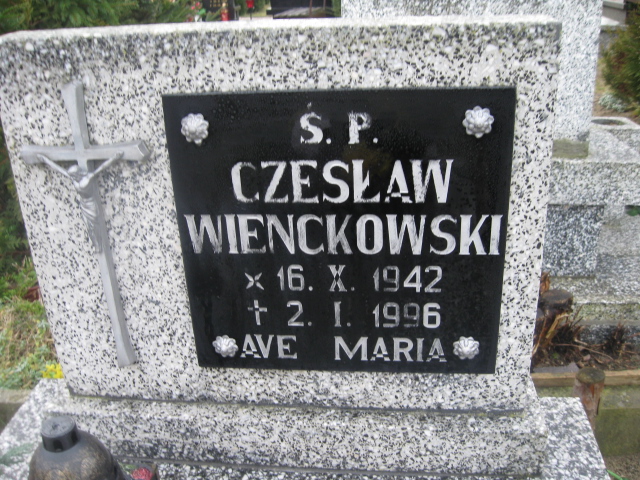 Ś. P.
CZESŁAW
WIENCKOWSKI
× 16. X. 1942
† 2. I. 1996
AVE MARIA